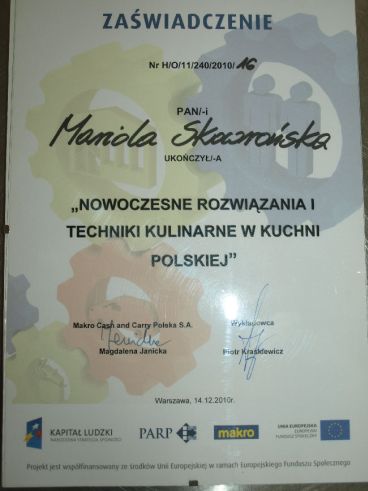 ZAŚWIADCZENIE
Nr H/O/11/240/2010/16
PAN/-i
Mariola Skowrońska
UKOŃCZYŁ/-A
„NOWOCZESNE ROZWIĄZANIA I
TECHNIKI KULINARNE W KUCHNI
POLSKIEJ”
Makro Cash and Carry Polska S.A.
Wykładowca
Magdalena Janicka
Piotr Kraśkiewicz
Warszawa, 14.12.2010r.
KAPITAŁ LUDZKI
NARODOWA STRATEGIA SPÓJNOŚCI
PARP
makro
UNIA EUROPEJSKA
EUROPEJSKI
FUNDUSZ SPOŁECZNY
Projekt jest współfinansowany ze środków Unii Europejskiej w ramach Europejskiego Funduszu Społecznego